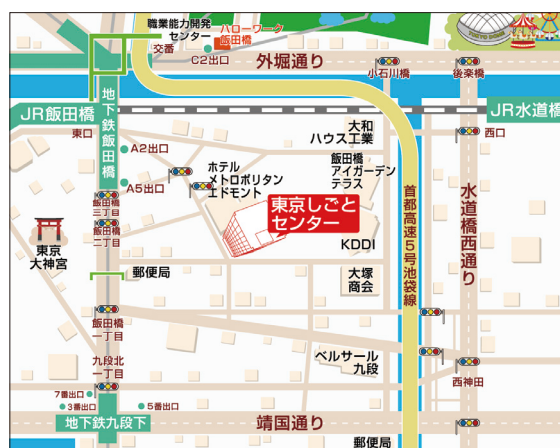 職業能力開発
センター
ハローワーク
飯田橋
交番
C2出口
外堀通り
小石川橋
後楽橋
TOKYO DOME
JR飯田橋
地下鉄飯田橋
JR水道橋
東口
西口
大和
ハウス工業
A2出口
ホテル
メトロポリタン
エドモント
飯田橋
アイガーデン
テラス
A5出口
飯田橋
三丁目
東京しごと
センター
首都高速5号池袋線
水道橋西通り
飯田橋
二丁目
東京
大神宮
KDDI
郵便局
大塚
商会
飯田橋
一丁目
ベルサール
九段
九段北
一丁目
西神田
7番出口
3番出口
5番出口
地下鉄九段下
靖国通り
郵便局